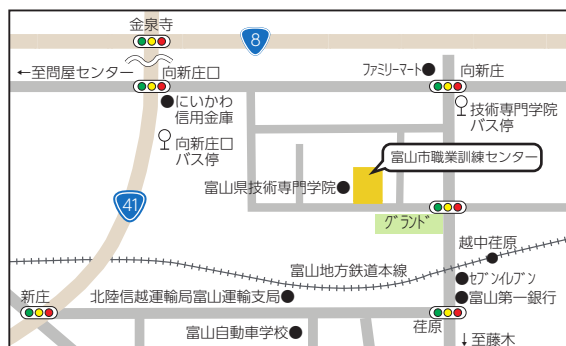 金泉寺
8
←至問屋センター
向新庄口
ファミリーマート
向新庄
にいかわ
信用金庫
技術専門学院
バス停
向新庄口
バス停
富山市職業訓練センター
富山県技術専門学院
41
グランド
越中荏原
富山地方鉄道本線
セブンイレブン
新庄
北陸信越運輸局富山運輸支局
富山第一銀行
荏原
富山自動車学校
↓至藤木